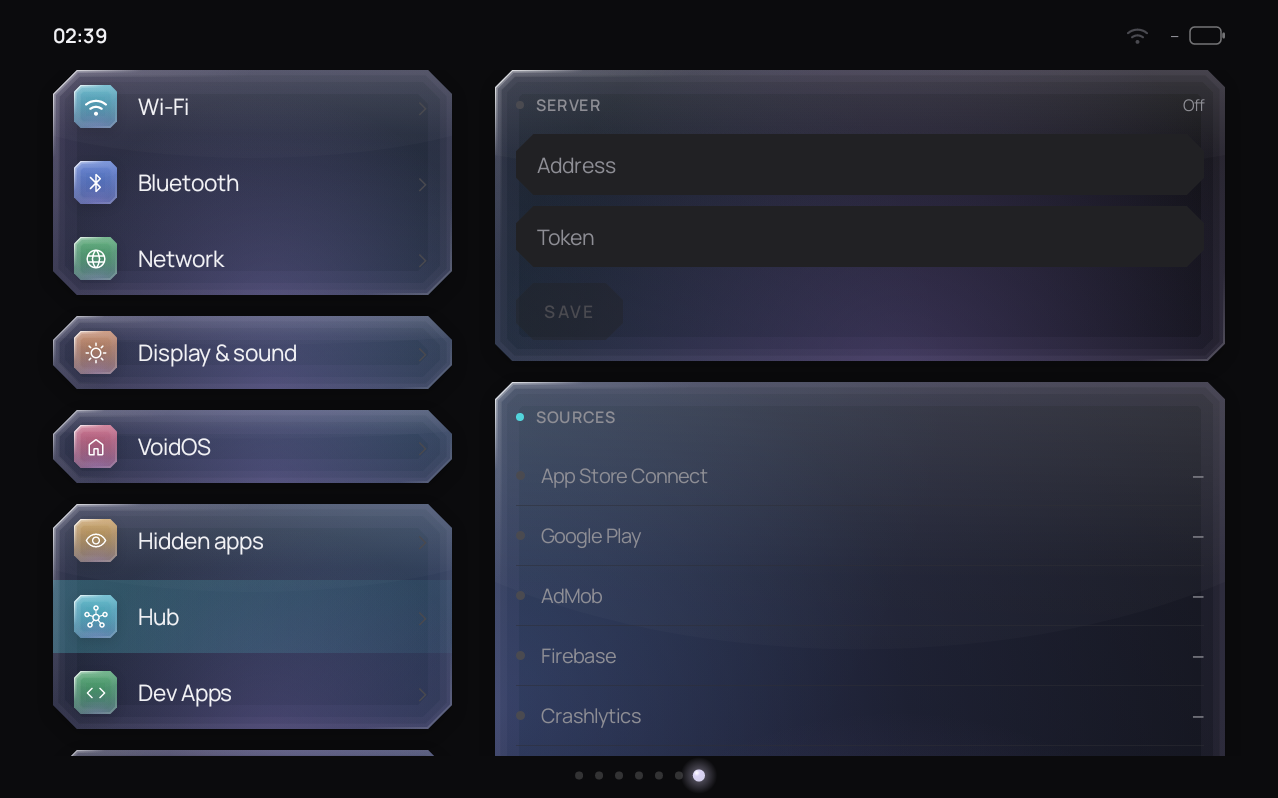 02:39
–
Wi-Fi
Bluetooth
Network
Display & sound
VoidOS
Hidden apps
Hub
Dev Apps
SERVER
Off
Address
Token
SAVE
SOURCES
App Store Connect –
Google Play –
AdMob –
Firebase –
Crashlytics –